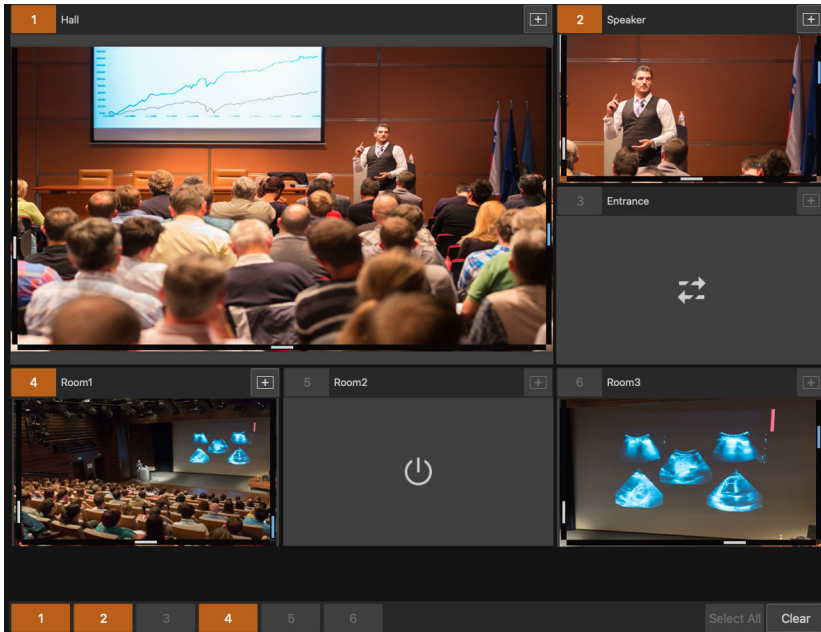 1 Hall
2 Speaker
3 Entrance
4 Room1
5 Room2
6 Room3
1 2 3 4 5 6 Select All Clear